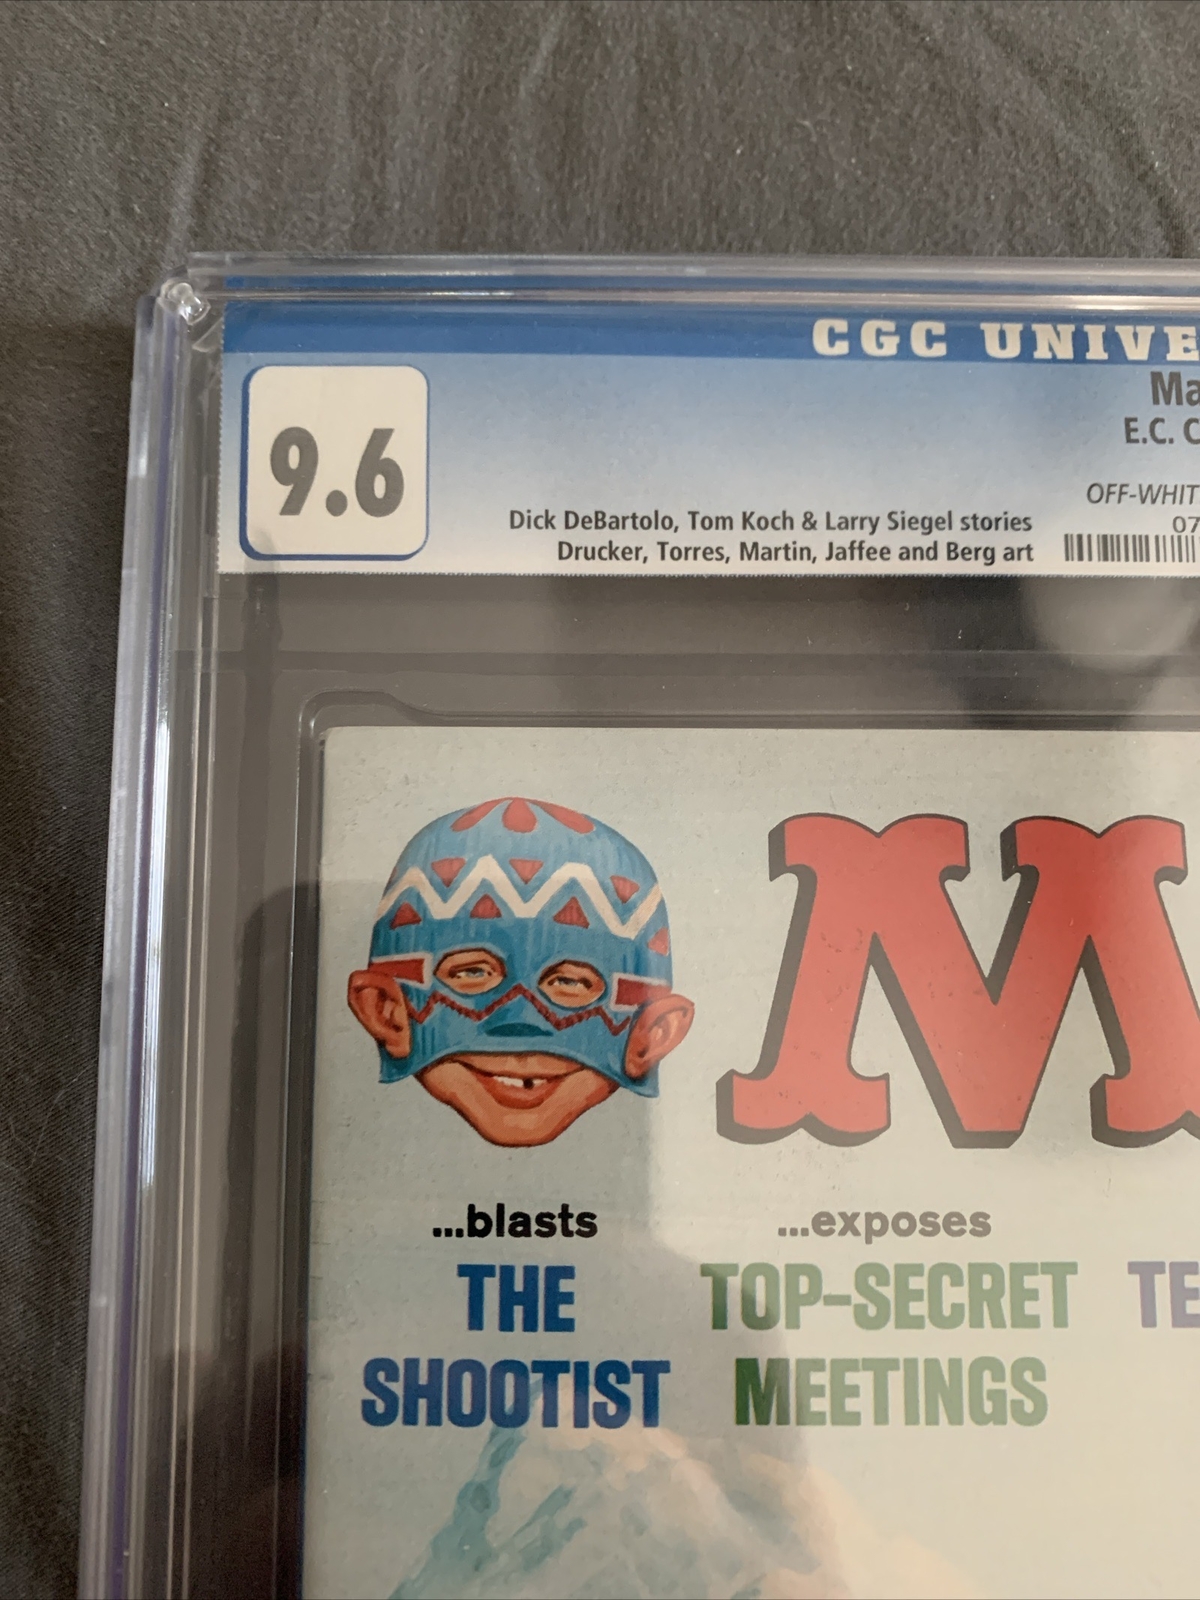 CGC UNIVE
Ma
E.C. C
9.6
OFF-WHIT
07
Dick DeBartolo, Tom Koch & Larry Siegel stories
Drucker, Torres, Martin, Jaffee and Berg art
M
...blasts
THE
SHOOTIST
...exposes
TOP-SECRET
MEETINGS
TE